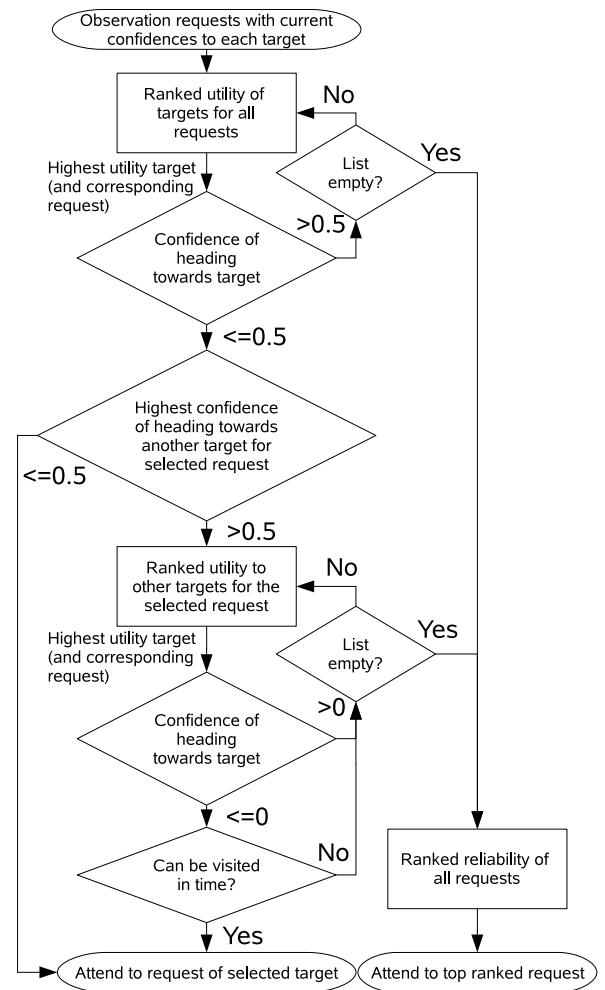 Observation requests with current
confidences to each target
Ranked utility of
targets for all
requests
No
Yes
List
empty?
Highest utility target
(and corresponding
request)
>0.5
Confidence of
heading
towards target
<=0.5
Highest confidence
of heading towards
another target for
selected request
<=0.5
>0.5
Ranked utility to
other targets for the
selected request
No
Yes
List
empty?
Highest utility target
(and corresponding
request)
>0
Confidence of
heading
towards target
<=0
Can be visited
in time?
No
Yes
Ranked reliability of
all requests
Attend to request of selected target
Attend to top ranked request